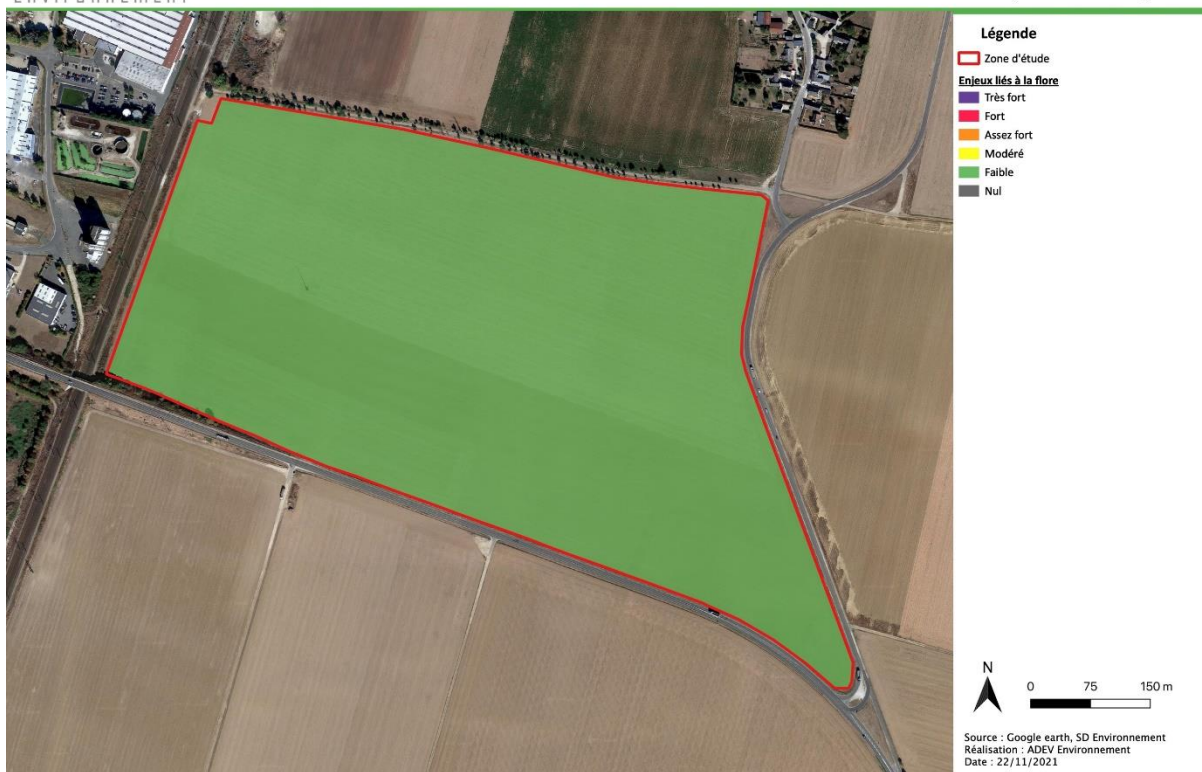 Légende
Zone d'étude
Enjeux liés à la flore
Très fort
Fort
Assez fort
Modéré
Faible
Nul
N
0 75 150 m
Source : Google earth, SD Environnement
Réalisation : ADEV Environnement
Date : 22/11/2021